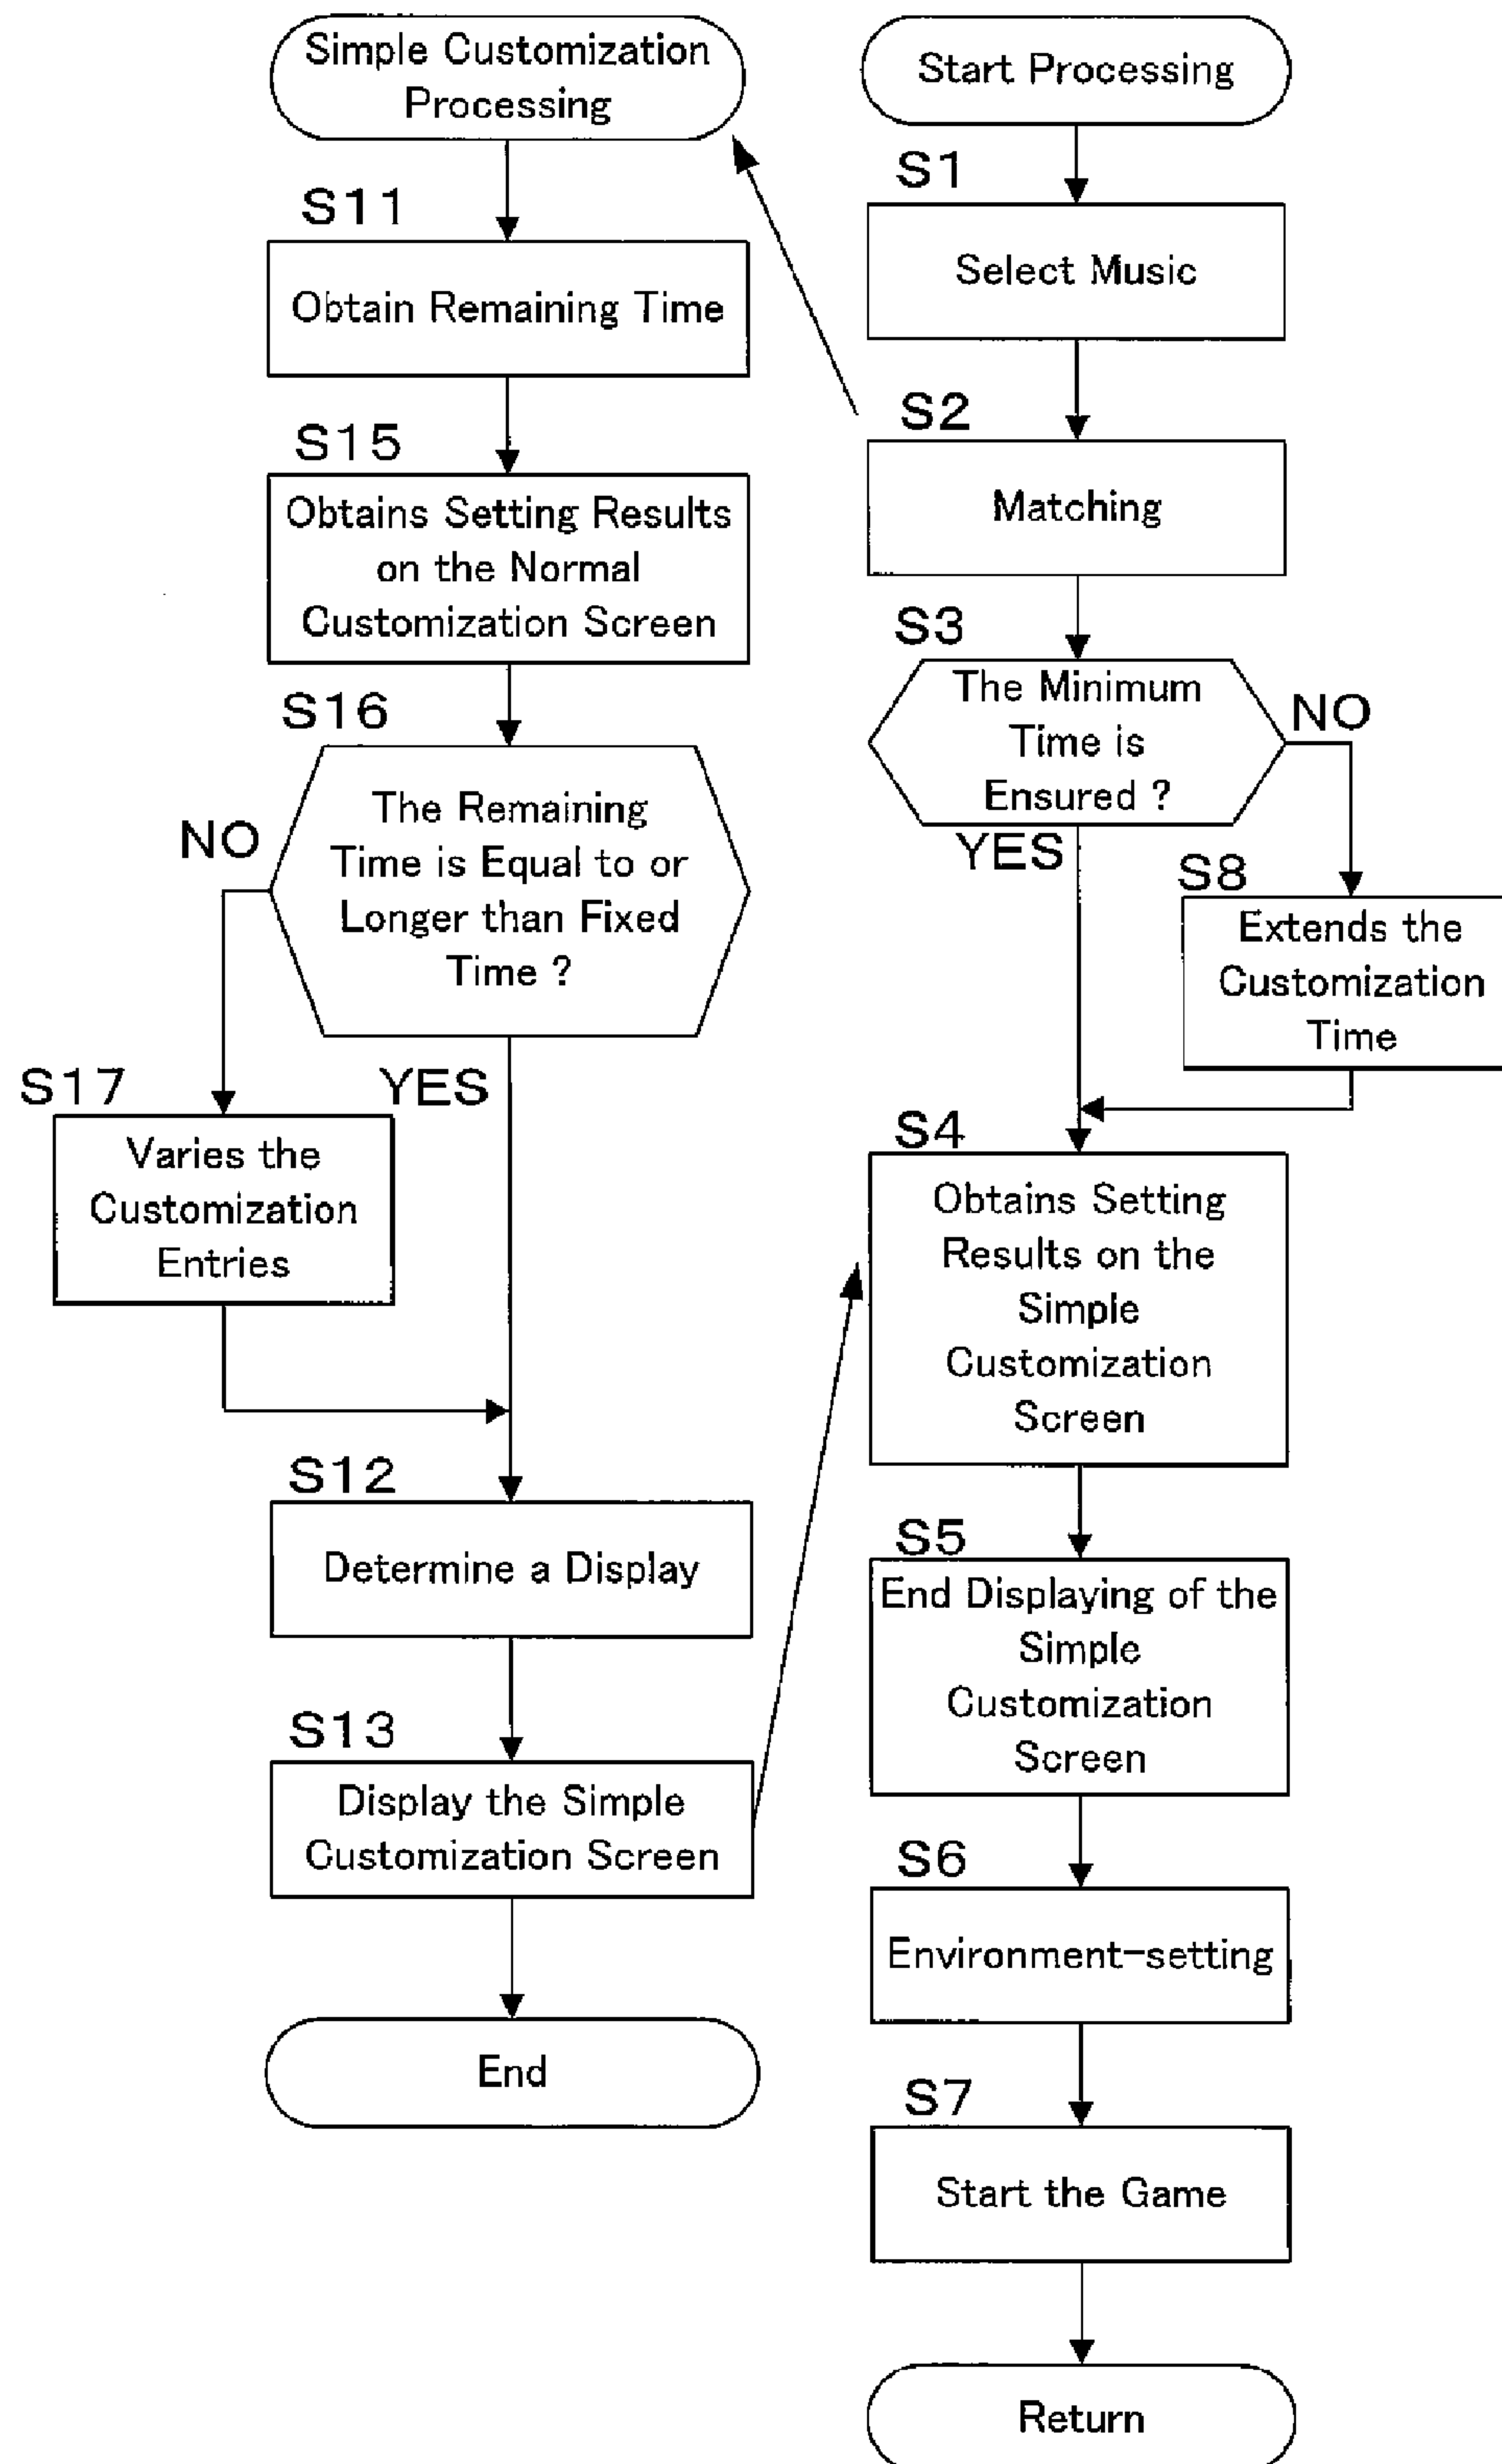 Simple Customization
Processing
S11
Obtain Remaining Time
S15
Obtains Setting Results
on the Normal
Customization Screen
S16
The Remaining
Time is Equal to or
Longer than Fixed
Time ?
NO
YES
S17
Varies the
Customization
Entries
S12
Determine a Display
S13
Display the Simple
Customization Screen
End
Start Processing
S1
Select Music
S2
Matching
S3
The Minimum
Time is
Ensured ?
NO
YES
S8
Extends the
Customization
Time
S4
Obtains Setting
Results on the
Simple
Customization
Screen
S5
End Displaying of the
Simple
Customization
Screen
S6
Environment-setting
S7
Start the Game
Return